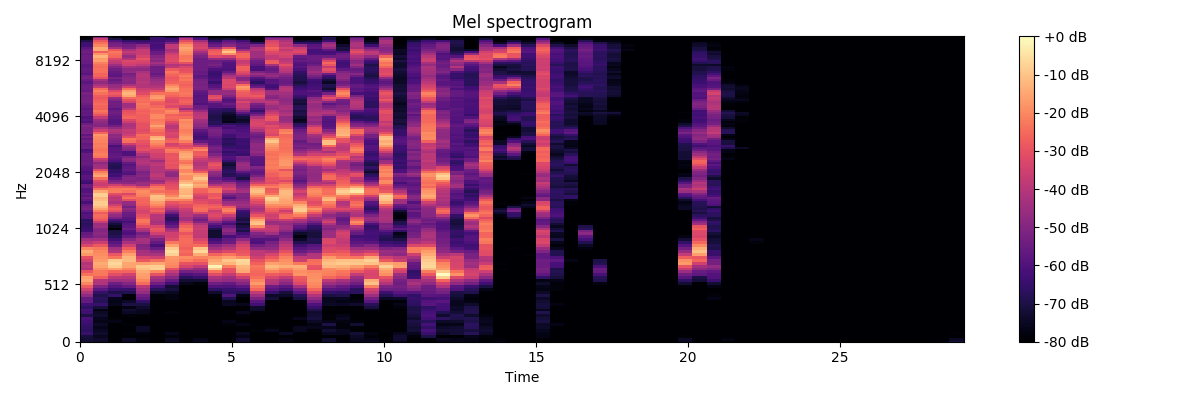 Mel spectrogram
+0 dB
8192
-10 dB
-20 dB
4096
-30 dB
Hz
2048
-40 dB
-50 dB
1024
-60 dB
512
-70 dB
0
-80 dB
0 5 10 15 20 25
Time